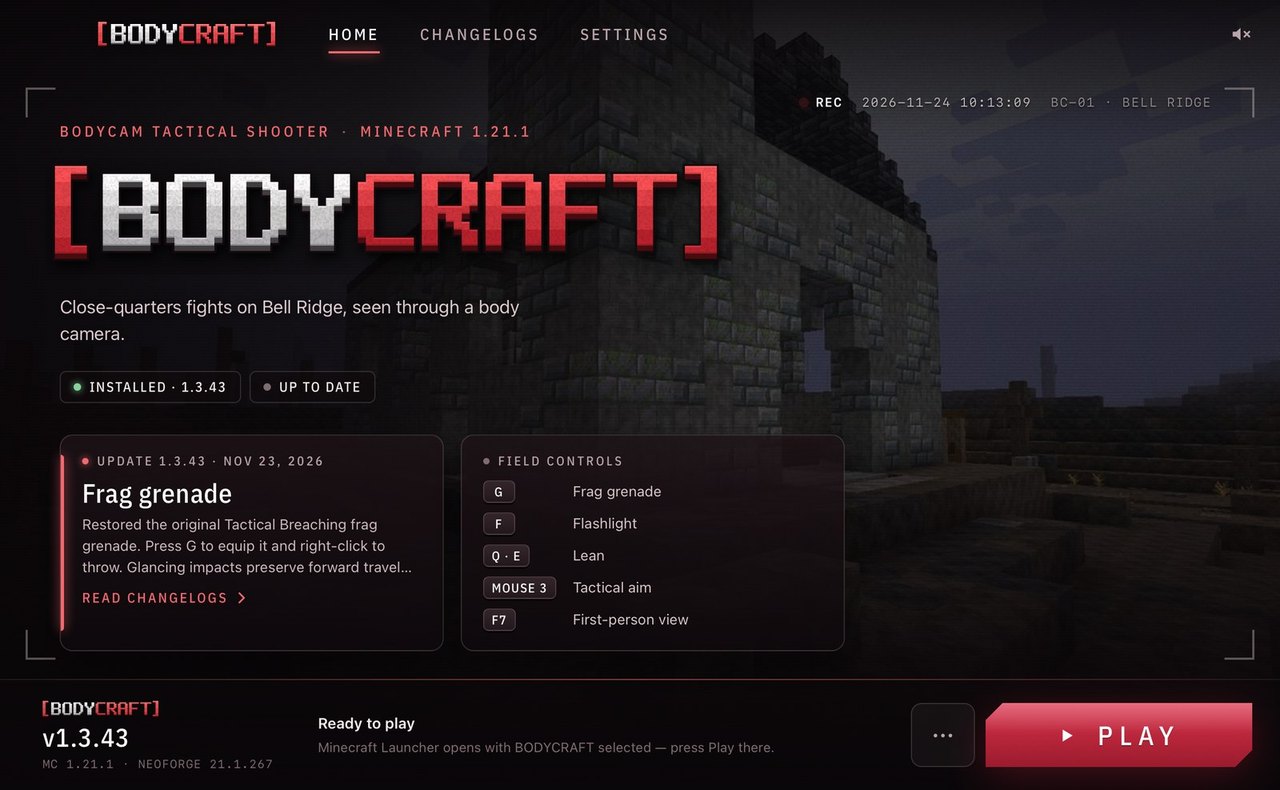 [BODYCRAFT]
HOME
CHANGELOGS
SETTINGS
REC 2026-11-24 10:13:09 BC-01 · BELL RIDGE
BODYCAM TACTICAL SHOOTER · MINECRAFT 1.21.1
[BODYCRAFT]
Close-quarters fights on Bell Ridge, seen through a body
camera.
INSTALLED · 1.3.43
UP TO DATE
UPDATE 1.3.43 · NOV 23, 2026
Frag grenade
Restored the original Tactical Breaching frag
grenade. Press G to equip it and right-click to
throw. Glancing impacts preserve forward travel...
READ CHANGELOGS
FIELD CONTROLS
G Frag grenade
F Flashlight
Q · E Lean
MOUSE 3 Tactical aim
F7 First-person view
[BODYCRAFT]
v1.3.43
MC 1.21.1 · NEOFORGE 21.1.267
Ready to play
Minecraft Launcher opens with BODYCRAFT selected — press Play there.
PLAY